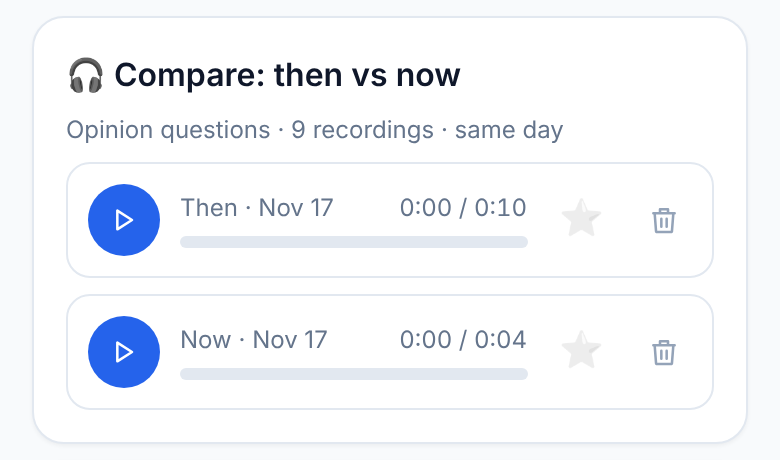 🎧 Compare: then vs now
Opinion questions · 9 recordings · same day
Then · Nov 17 0:00 / 0:10
Now · Nov 17 0:00 / 0:04